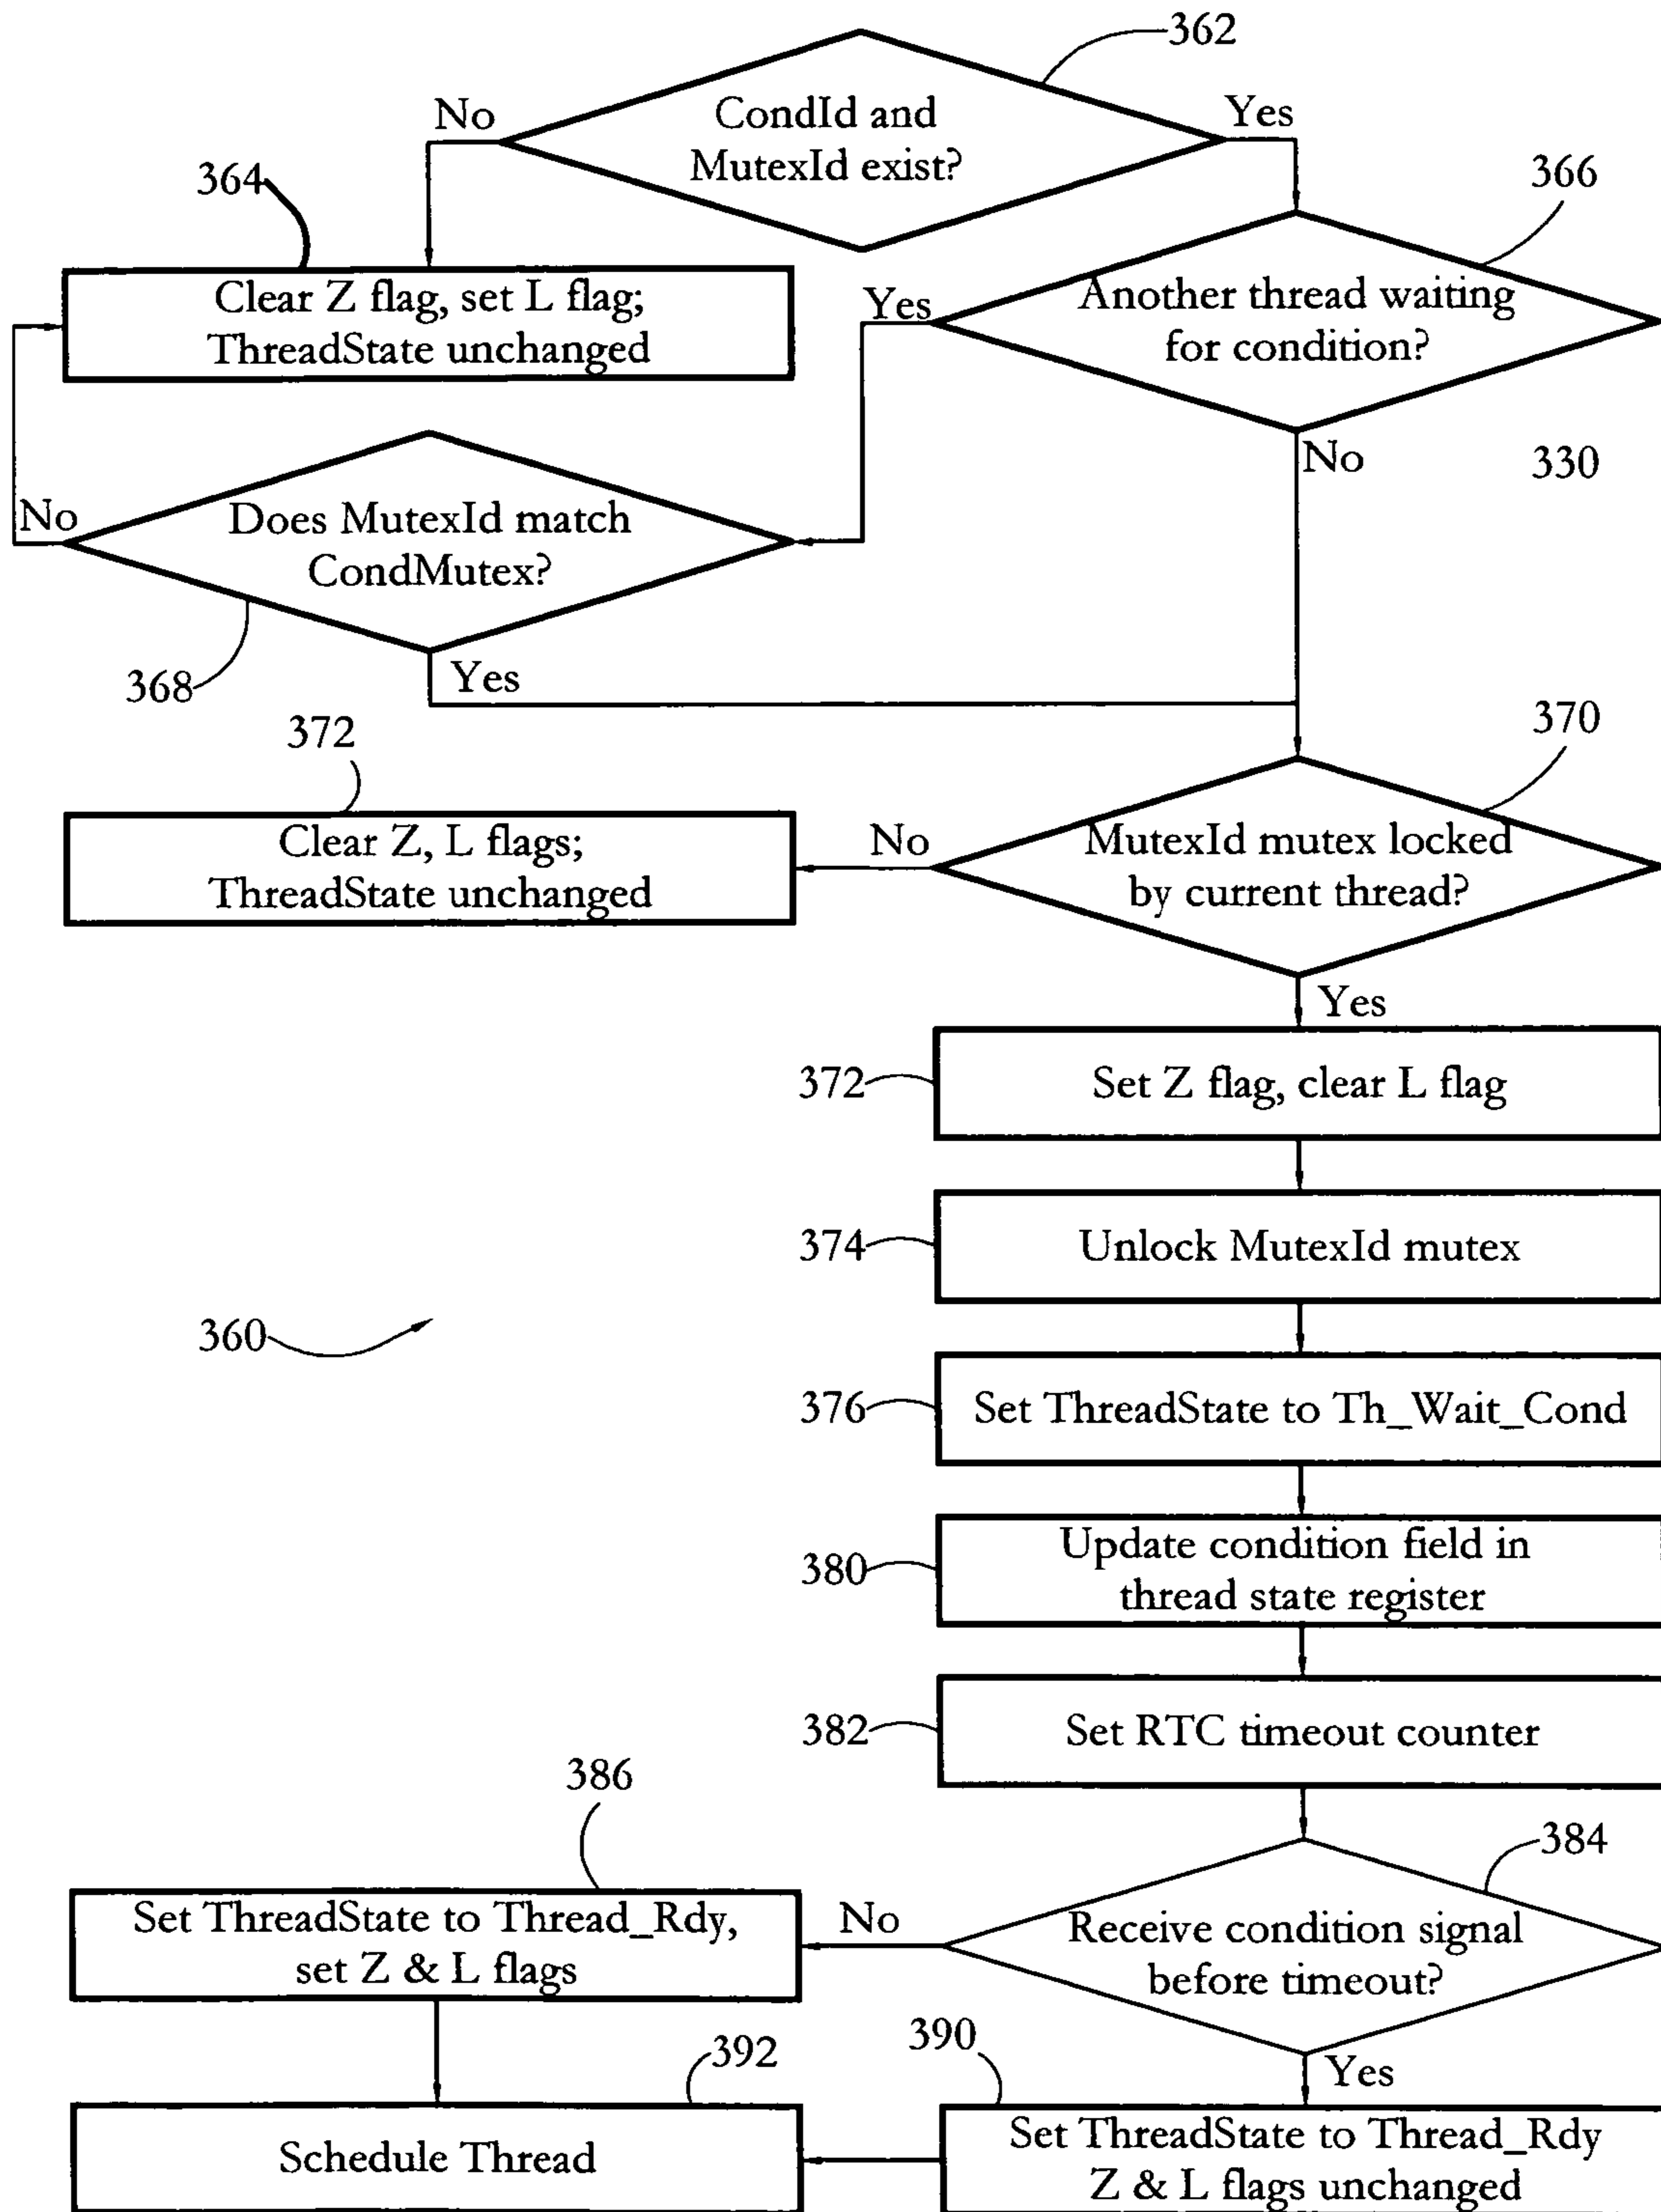 362
No
CondId and
MutexId exist?
Yes
364
366
Clear Z flag, set L flag;
ThreadState unchanged
Yes
Another thread waiting
for condition?
No
330
No
Does MutexId match
CondMutex?
368
Yes
372
370
Clear Z, L flags;
ThreadState unchanged
No
MutexId mutex locked
by current thread?
Yes
372
Set Z flag, clear L flag
374
Unlock MutexId mutex
360
376
Set ThreadState to Th_Wait_Cond
380
Update condition field in
thread state register
382
Set RTC timeout counter
386
384
Set ThreadState to Thread_Rdy,
set Z & L flags
No
Receive condition signal
before timeout?
Yes
392
390
Schedule Thread
Set ThreadState to Thread_Rdy
Z & L flags unchanged